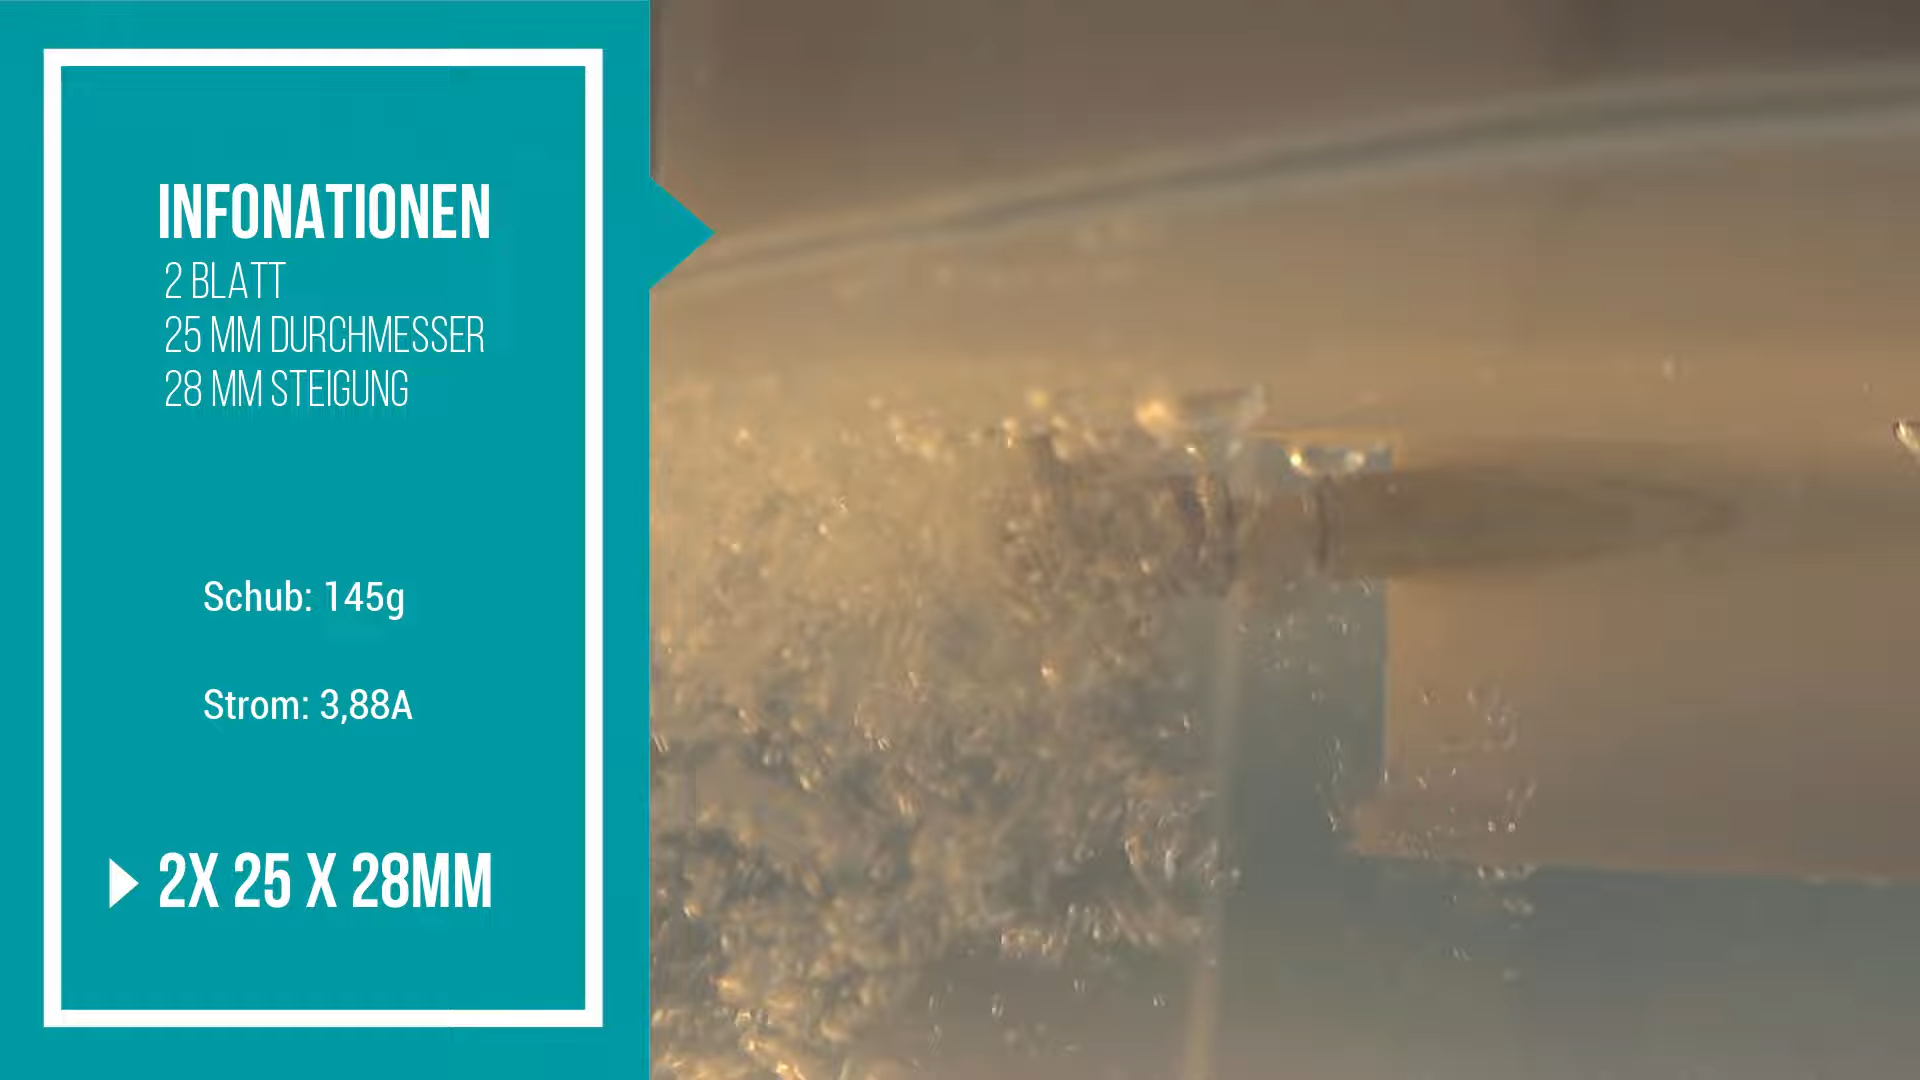 INFONATIONEN
2 BLATT
25 MM DURCHMESSER
28 MM STEIGUNG
Schub: 145g
Strom: 3,88A
2X 25 X 28MM